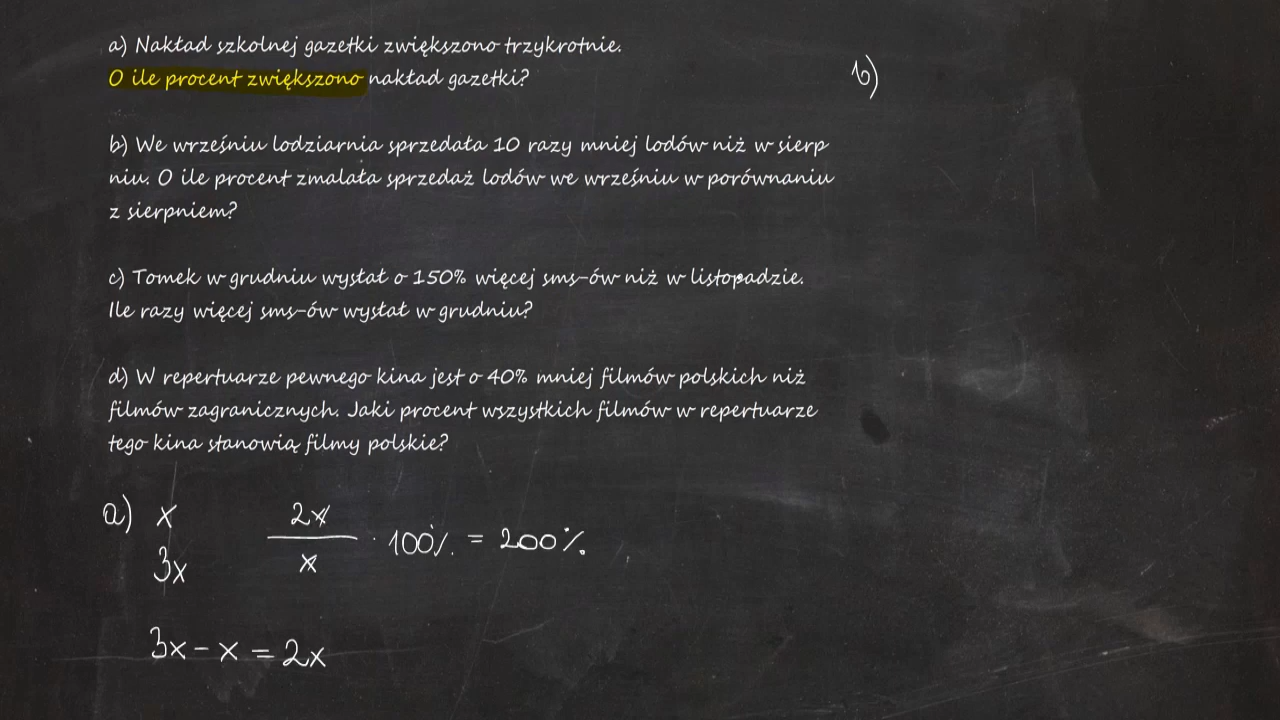 a) Nakład szkolnej gazetki zwiększono trzykrotnie.
O ile procent zwiększono nakład gazetki?
b) We wrześniu lodziarnia sprzedała 10 razy mniej lodów niż w sierp
niu. O ile procent zmalała sprzedaż lodów we wrześniu w porównaniu
z sierpniem?
c) Tomek w grudniu wysłał o 150% więcej sms-ów niż w listopadzie.
Ile razy więcej sms-ów wysłał w grudniu?
d) W repertuarze pewnego kina jest o 40% mniej filmów polskich niż
filmów zagranicznych. Jaki procent wszystkich filmów w repertuarze
tego kina stanowią filmy polskie?
a) x
3x
2x / x · 100% = 200%
3x - x = 2x
b)